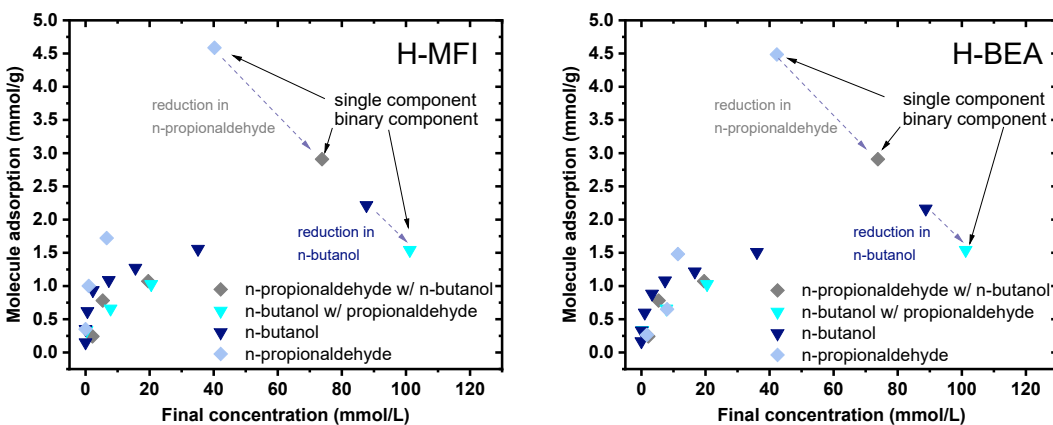 5.0
4.5
4.0
3.5
3.0
2.5
2.0
1.5
1.0
0.5
0.0
Molecule adsorption (mmol/g)
H-MFI
reduction in
n-propionaldehyde
single component
binary component
reduction in
n-butanol
n-propionaldehyde w/ n-butanol
n-butanol w/ propionaldehyde
n-butanol
n-propionaldehyde
0 20 40 60 80 100 120
Final concentration (mmol/L)
5.0
4.5
4.0
3.5
3.0
2.5
2.0
1.5
1.0
0.5
0.0
Molecule adsorption (mmol/g)
H-BEA
reduction in
n-propionaldehyde
single component
binary component
reduction in
n-butanol
n-propionaldehyde w/ n-butanol
n-butanol w/ propionaldehyde
n-butanol
n-propionaldehyde
0 20 40 60 80 100 120
Final concentration (mmol/L)